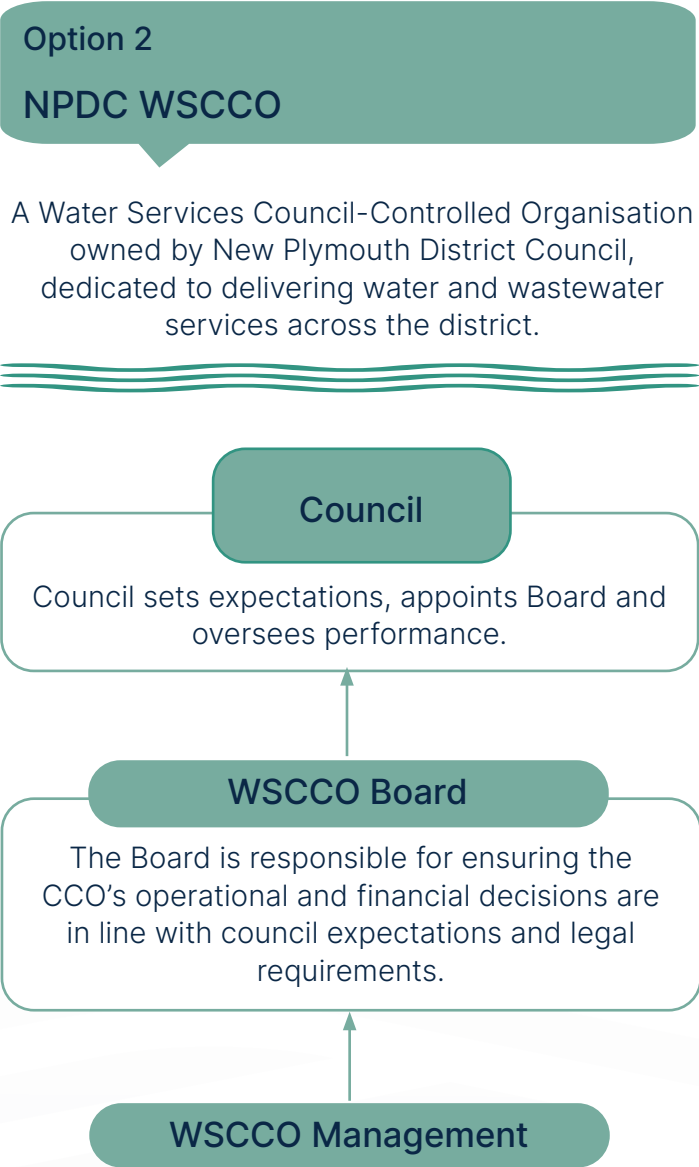 Option 2
NPDC WSCCO
A Water Services Council-Controlled Organisation
owned by New Plymouth District Council,
dedicated to delivering water and wastewater
services across the district.
Council
Council sets expectations, appoints Board and
oversees performance.
WSCCO Board
The Board is responsible for ensuring the
CCO’s operational and financial decisions are
in line with council expectations and legal
requirements.
WSCCO Management